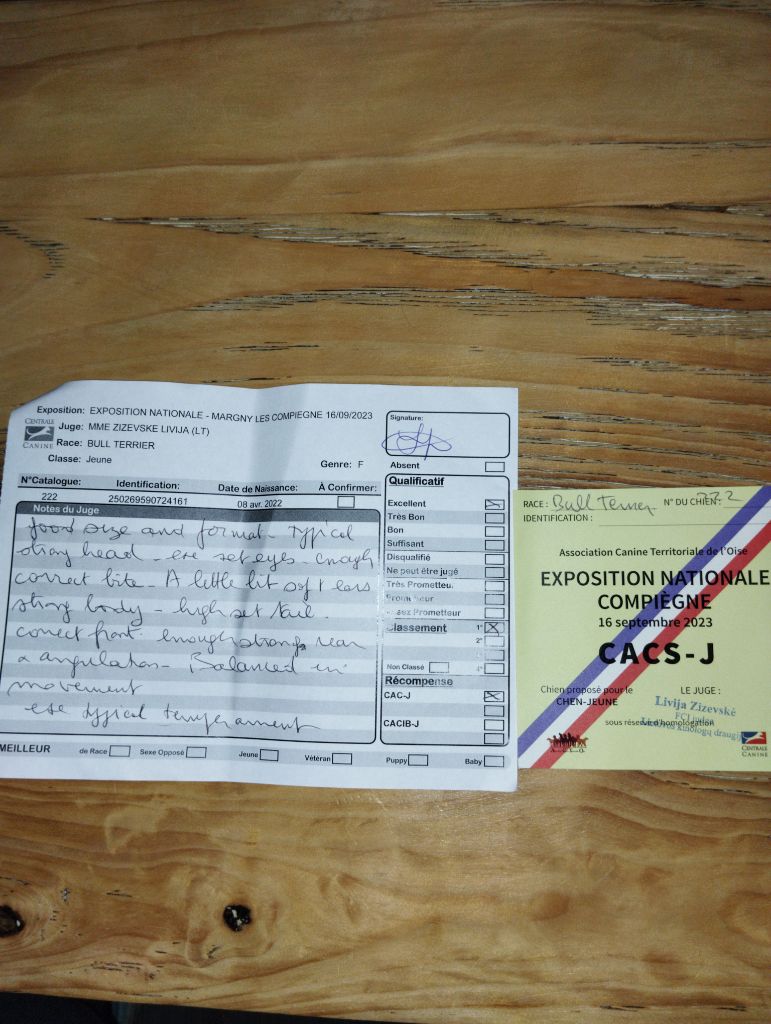 Exposition: EXPOSITION NATIONALE - MARGNY LES COMPIEGNE 16/09/2023
CENTRALE CANINE
Juge: MME ZIZEVSKE LIVIJA (LT)
Race: BULL TERRIER
Classe: Jeune
Genre: F
Signature:
Absent
N°Catalogue: Identification: Date de Naissance: À Confirmer:
222 250269590724161 08 avr. 2022
Notes du Juge
good size and format - typical
strong head - eye set eyes - enough
correct bite - A little bit soft ears
strong body - high set tail.
correct front. enough strong rear
angulation - Balanced in
movement
typical temperament
Qualificatif
Excellent
Très Bon
Bon
Suffisant
Disqualifié
Ne peut être jugé
Très Prometteu
Prometteur
sez Prometteur
Classement 1°
2°
Non Classé 4°
Récompense
CAC-J
CACIB-J
MEILLEUR de Race Sexe Opposé Jeune Vétéran Puppy Baby
RACE: Bull Terrier N° DU CHIEN: 222
IDENTIFICATION:
Association Canine Territoriale de l'Oise
EXPOSITION NATIONALE
COMPIÈGNE
16 septembre 2023
CACS-J
Chien proposé pour le
CHEN-JEUNE
LE JUGE:
Livija Zizevskė
FCI judge
sous réserve d'homologation
A.C.T.O.
CENTRALE CANINE